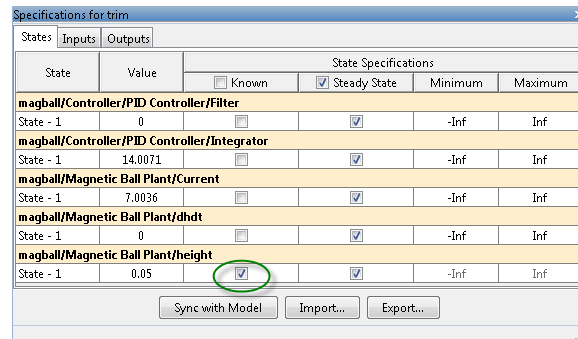 Specifications for trim
States Inputs Outputs
State Value State Specifications
Known Steady State Minimum Maximum
magball/Controller/PID Controller/Filter
State - 1 0 -Inf Inf
magball/Controller/PID Controller/Integrator
State - 1 14.0071 -Inf Inf
magball/Magnetic Ball Plant/Current
State - 1 7.0036 -Inf Inf
magball/Magnetic Ball Plant/dhdt
State - 1 0 -Inf Inf
magball/Magnetic Ball Plant/height
State - 1 0.05 -Inf Inf
Sync with Model Import... Export...